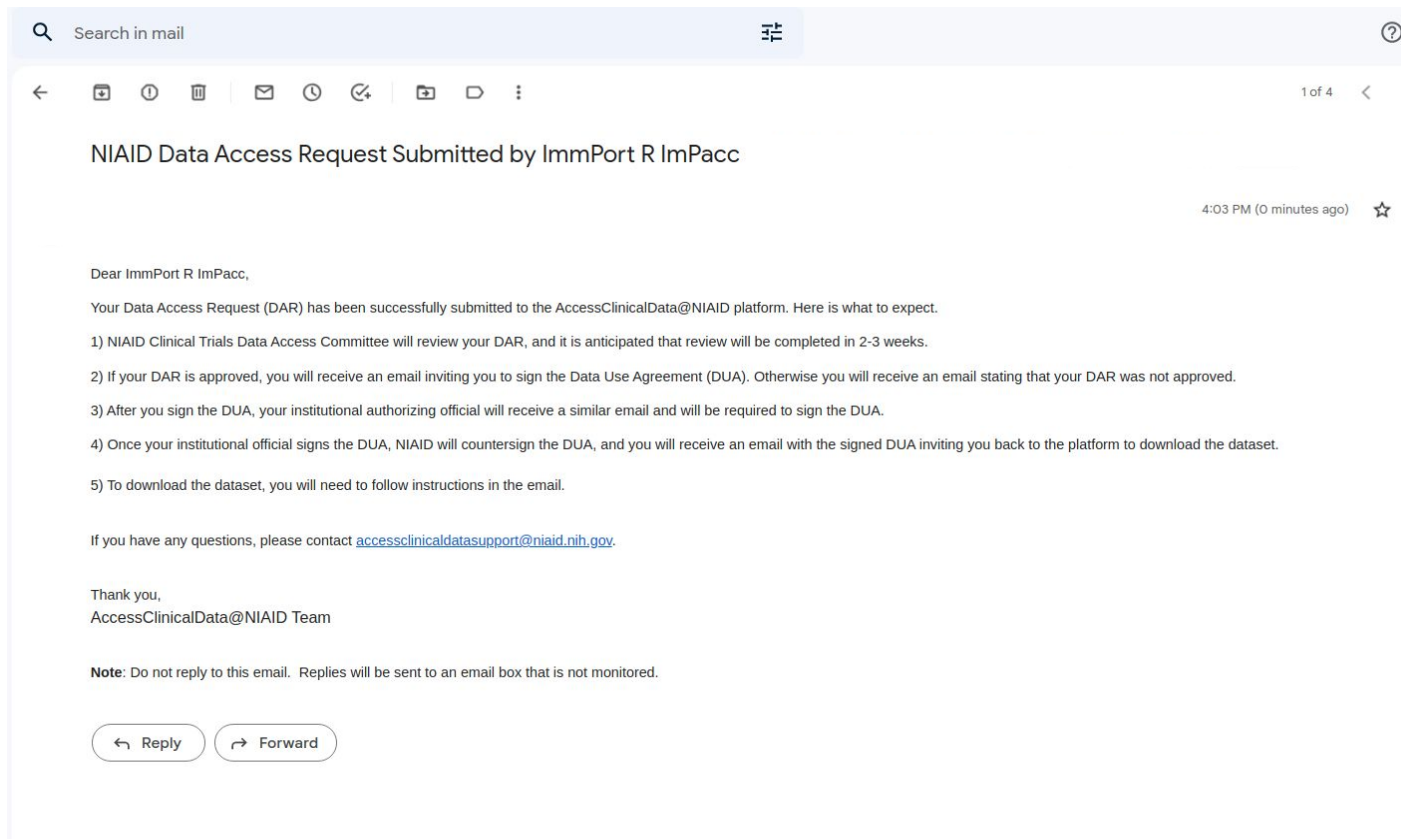 Search in mail
1 of 4
NIAID Data Access Request Submitted by ImmPort R ImPacc
4:03 PM (0 minutes ago)
Dear ImmPort R ImPacc,
Your Data Access Request (DAR) has been successfully submitted to the AccessClinicalData@NIAID platform. Here is what to expect.
1) NIAID Clinical Trials Data Access Committee will review your DAR, and it is anticipated that review will be completed in 2-3 weeks.
2) If your DAR is approved, you will receive an email inviting you to sign the Data Use Agreement (DUA). Otherwise you will receive an email stating that your DAR was not approved.
3) After you sign the DUA, your institutional authorizing official will receive a similar email and will be required to sign the DUA.
4) Once your institutional official signs the DUA, NIAID will countersign the DUA, and you will receive an email with the signed DUA inviting you back to the platform to download the dataset.
5) To download the dataset, you will need to follow instructions in the email.
If you have any questions, please contact accessclinicaldatasupport@niaid.nih.gov.
Thank you,
AccessClinicalData@NIAID Team
Note: Do not reply to this email.  Replies will be sent to an email box that is not monitored.
Reply Forward